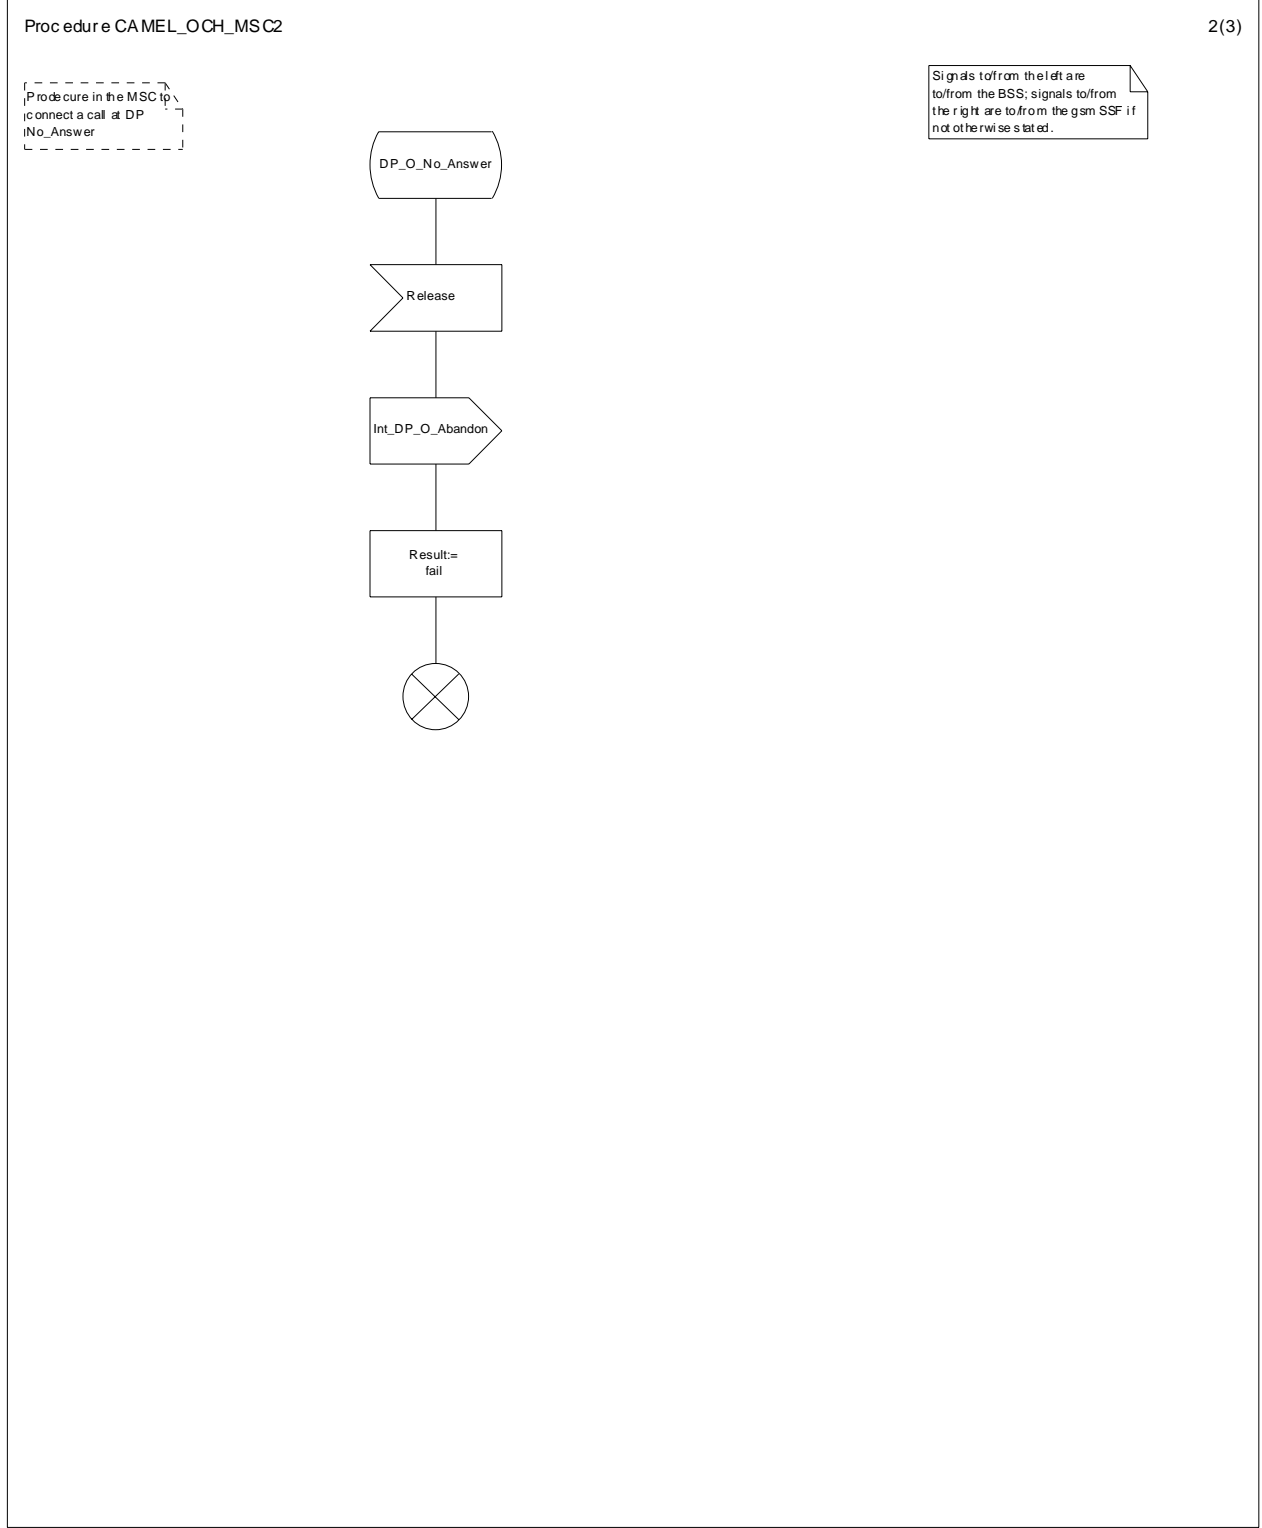 Procedure CAMEL_OCH_MSC2
2(3)
Prodecure in the MSC to
connect a call at DP
No_Answer
Signals to/from the left are
to/from the BSS; signals to/from
the right are to/from the gsmSSF if
not otherwise stated.
DP_O_No_Answer
Release
Int_DP_O_Abandon
Result:=
fail